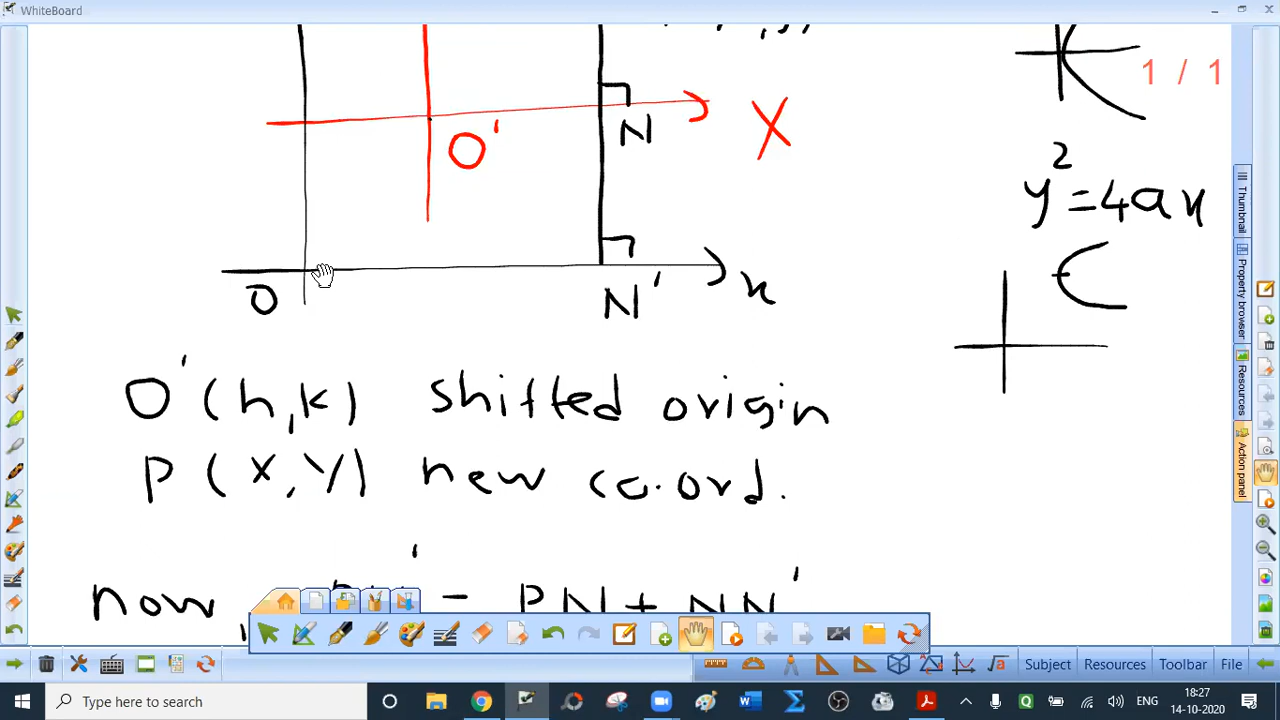 WhiteBoard
1 / 1
X
O'
N
y² = 4ax
O
N'
x
O'(h,k) shifted origin
P(X,Y) new co.ord.
now = PN + NN'
Thumbnail
Property browser
Resources
Action panel
Subject
Resources
Toolbar
File
Type here to search
ENG
18:27
14-10-2020